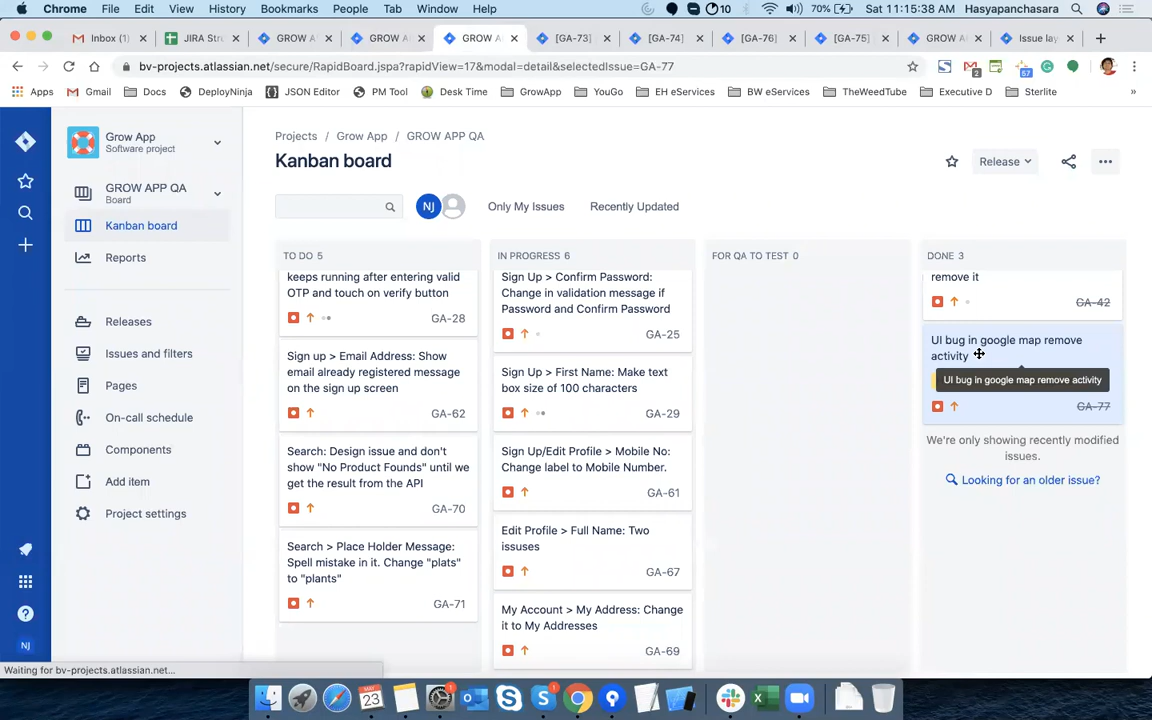 Chrome File Edit View History Bookmarks People Tab Window Help 10 70% Sat 11:15:38 AM Hasyapanchasara
Inbox (1) JIRA Str GROW A GROW A GROW A [GA-73] [GA-74] [GA-76] [GA-75] GROW A Issue lay
bv-projects.atlassian.net/secure/RapidBoard.jspa?rapidView=17&modal=detail&selectedIssue=GA-77 2 57
Apps Gmail Docs DeployNinja JSON Editor PM Tool Desk Time GrowApp YouGo EH eServices BW eServices TheWeedTube Executive D Sterlite »
Grow App
Software project
GROW APP QA
Board
Kanban board
Reports
Releases
Issues and filters
Pages
On-call schedule
Components
Add item
Project settings
NJ
Projects / Grow App / GROW APP QA
Kanban board
Release
NJ Only My Issues Recently Updated
TO DO 5
keeps running after entering valid
OTP and touch on verify button
GA-28
Sign up > Email Address: Show
email already registered message
on the sign up screen
GA-62
Search: Design issue and don't
show "No Product Founds" until we
get the result from the API
GA-70
Search > Place Holder Message:
Spell mistake in it. Change "plats"
to "plants"
GA-71
IN PROGRESS 6
Sign Up > Confirm Password:
Change in validation message if
Password and Confirm Password
GA-25
Sign Up > First Name: Make text
box size of 100 characters
GA-29
Sign Up/Edit Profile > Mobile No:
Change label to Mobile Number.
GA-61
Edit Profile > Full Name: Two
issuses
GA-67
My Account > My Address: Change
it to My Addresses
GA-69
FOR QA TO TEST 0
DONE 3
remove it
GA-42
UI bug in google map remove
activity
UI bug in google map remove activity
GA-77
We're only showing recently modified
issues.
Looking for an older issue?
Waiting for bv-projects.atlassian.net...
MAY
23
1
1